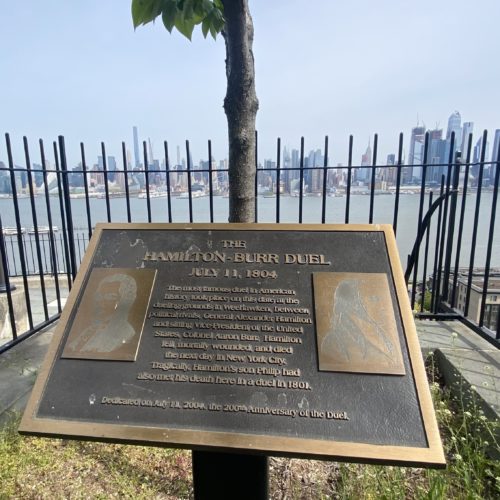 THE
HAMILTON-BURR DUEL
JULY 11, 1804
The most famous duel in American
history took place on this date at the
dueling grounds in Weehawken, between
political rivals, General Alexander Hamilton
and sitting Vice-President of the United
States, Colonel Aaron Burr. Hamilton
fell, mortally wounded, and died
the next day in New York City.
Tragically, Hamilton's son Philip had
also met his death here in a duel in 1801.
Dedicated on July 11, 2004, the 200th Anniversary of the Duel.